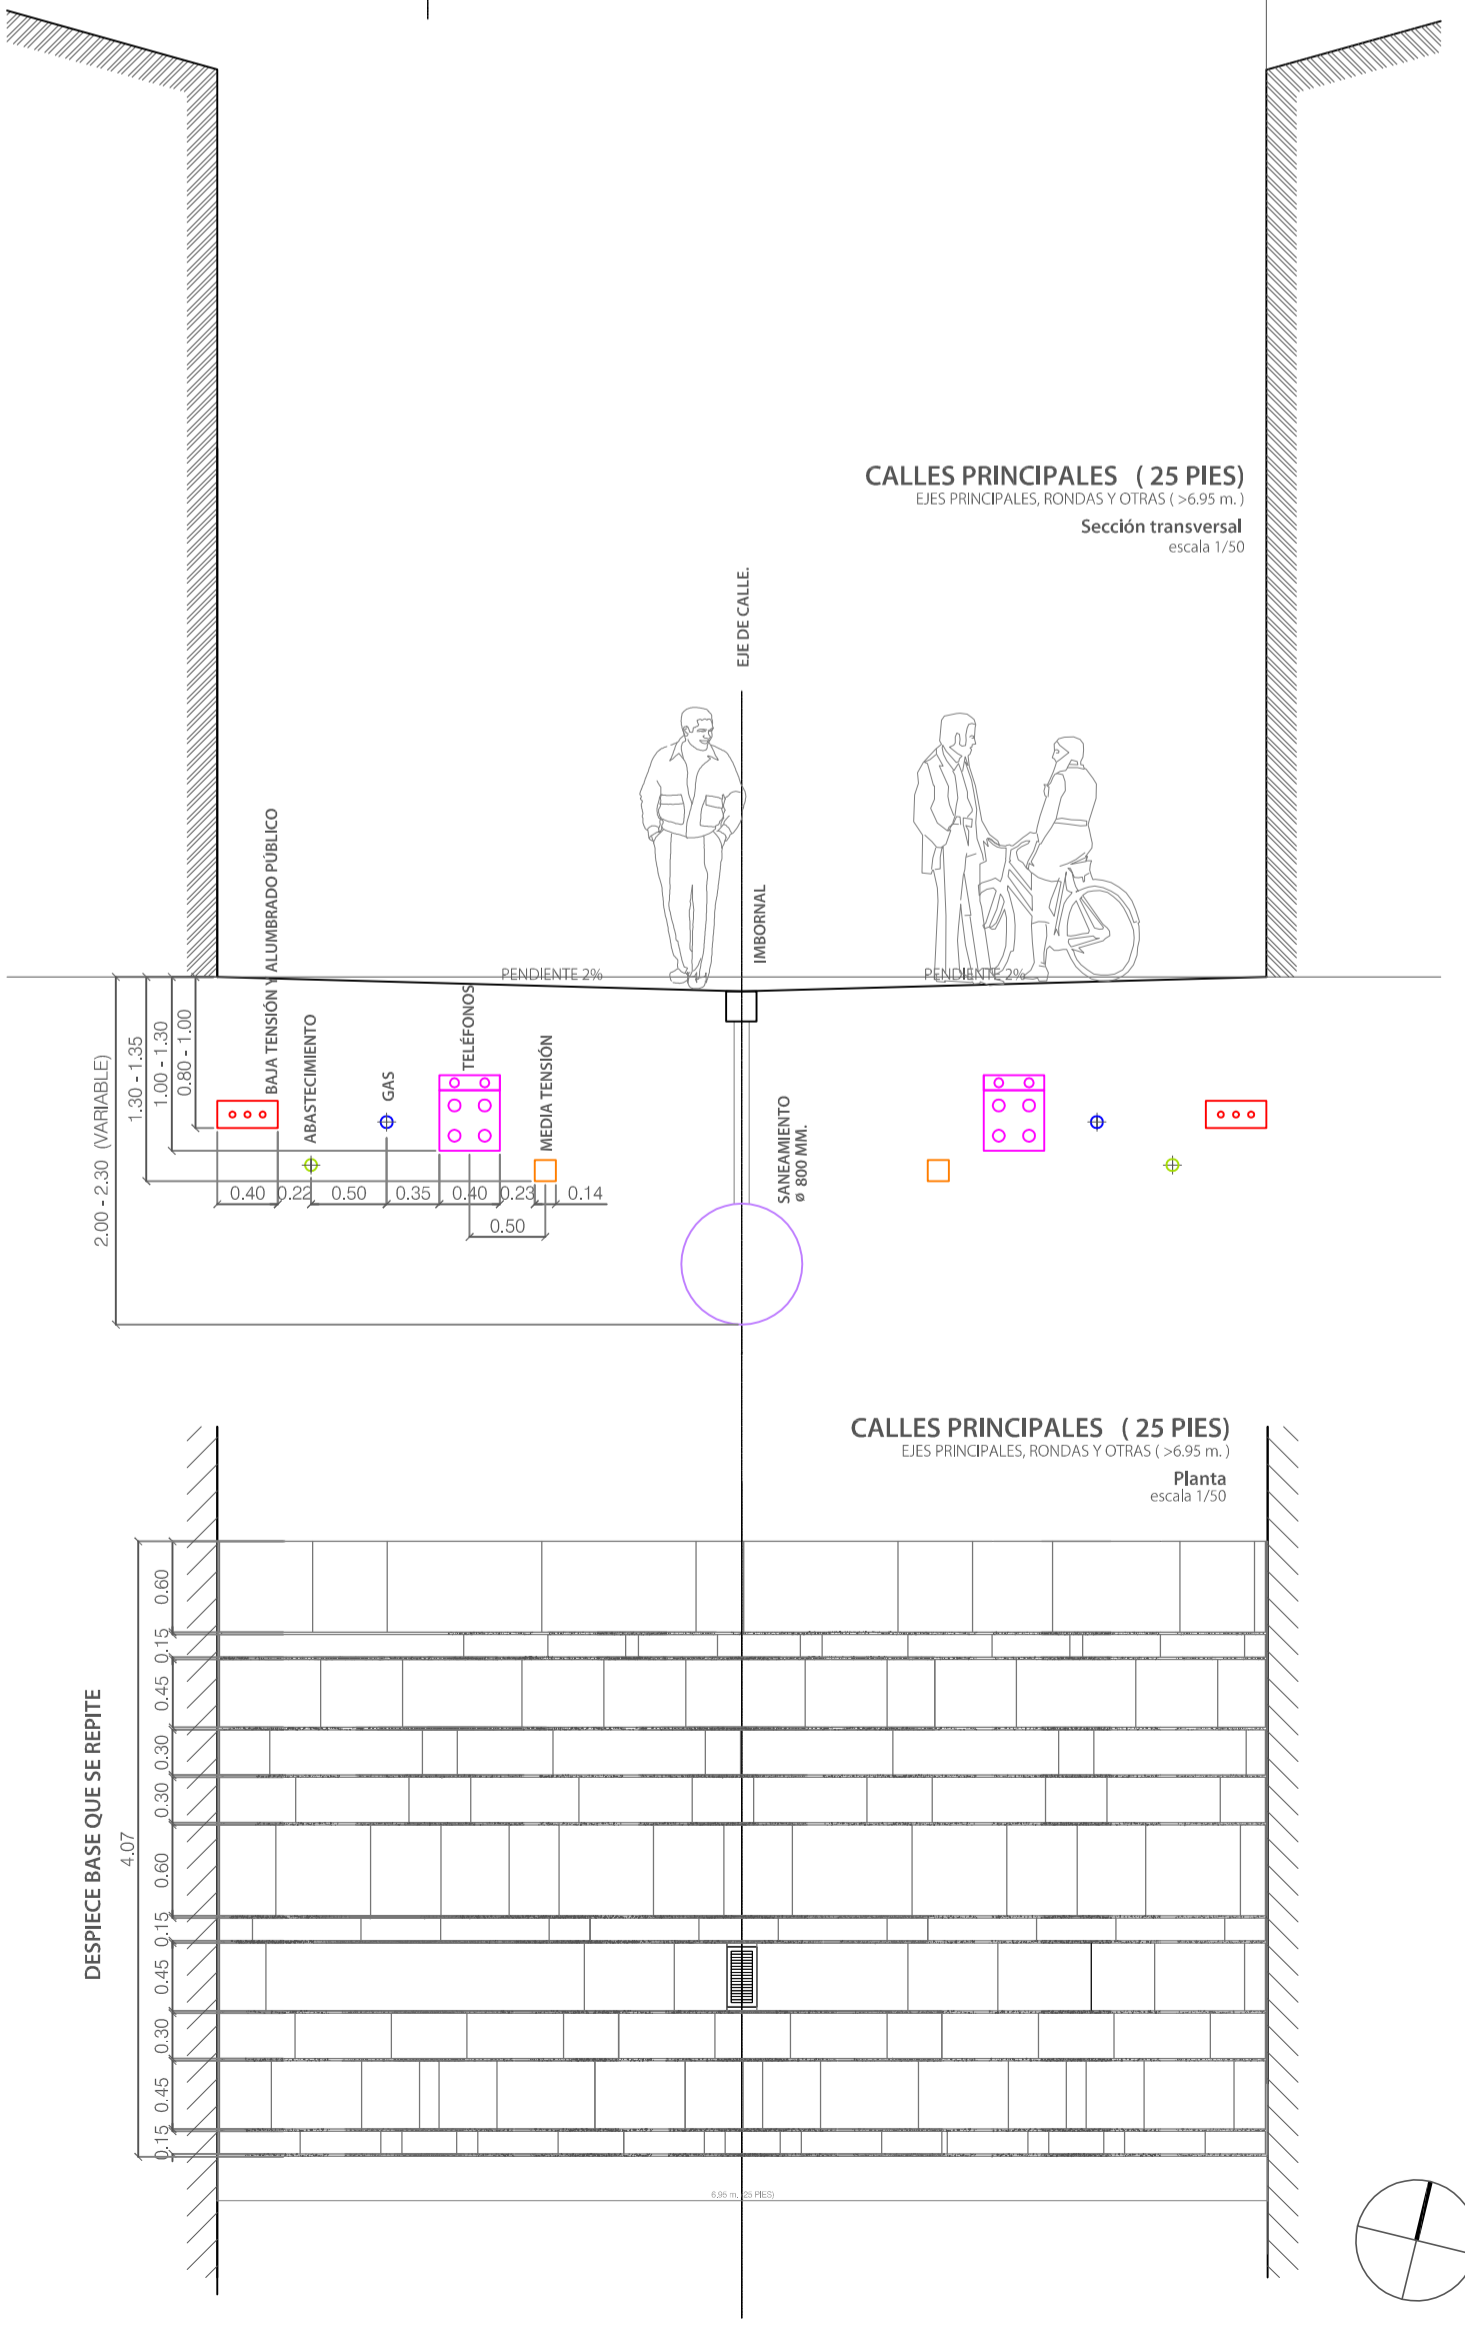 CALLES PRINCIPALES ( 25 PIES)
EJES PRINCIPALES, RONDAS Y OTRAS ( >6.95 m. )
Sección transversal
escala 1/50
EJE DE CALLE.
IMBORNAL
BAJA TENSIÓN Y ALUMBRADO PÚBLICO
PENDIENTE 2%
PENDIENTE 2%
ABASTECIMIENTO
GAS
TELÉFONOS
MEDIA TENSIÓN
SANEAMIENTO
ø 800 MM.
2.00 - 2.30 (VARIABLE)
1.30 - 1.35
1.00 - 1.30
0.80 - 1.00
0.40
0.22
0.50
0.35
0.40
0.23
0.14
0.50
CALLES PRINCIPALES ( 25 PIES)
EJES PRINCIPALES, RONDAS Y OTRAS ( >6.95 m. )
Planta
escala 1/50
DESPIECE BASE QUE SE REPITE
4.07
0.60
0.15
0.45
0.30
0.30
0.60
0.15
0.45
0.30
0.45
0.15
6.95 m. (25 PIES)